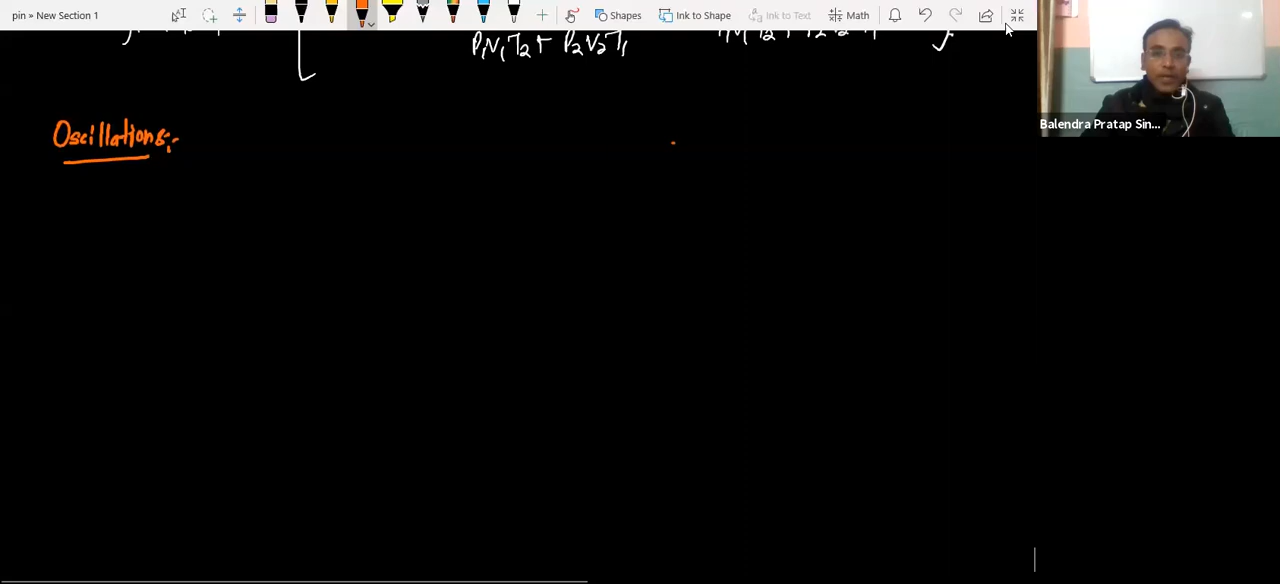 pin » New Section 1
Shapes
Ink to Shape
Ink to Text
Math
P₁V₁T₂ + P₂V₂T₁
Oscillations:-
Balendra Pratap Sin...